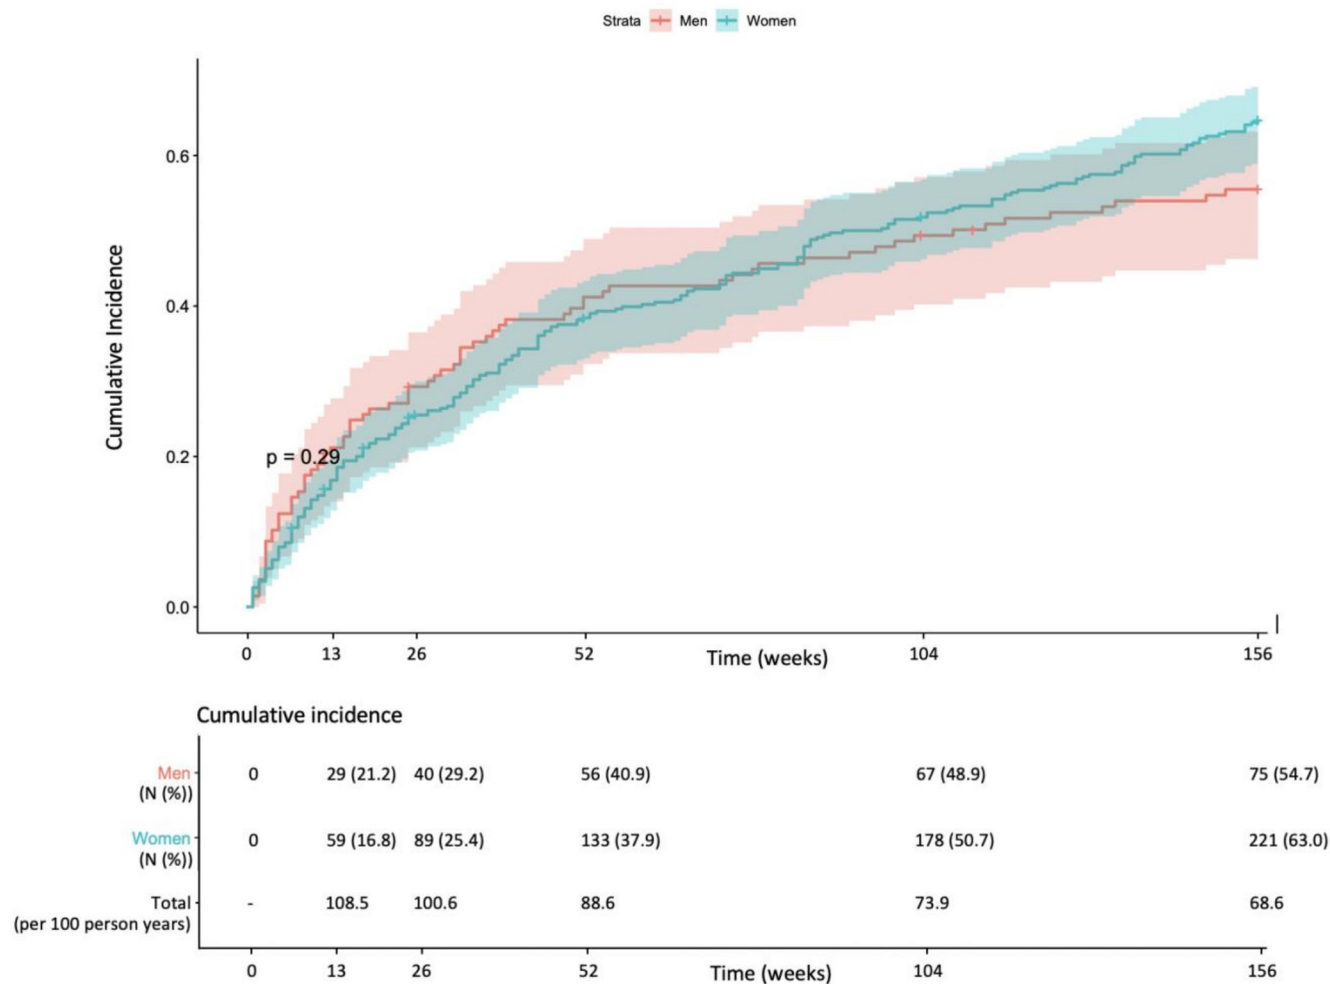 Strata Men Women
Cumulative Incidence
0.6
0.4
0.2
0.0
p = 0.29
0 13 26 52 104 156
Time (weeks)
Cumulative incidence
Men 0 29 (21.2) 40 (29.2) 56 (40.9) 67 (48.9) 75 (54.7)
(N (%))
Women 0 59 (16.8) 89 (25.4) 133 (37.9) 178 (50.7) 221 (63.0)
(N (%))
Total - 108.5 100.6 88.6 73.9 68.6
(per 100 person years)
0 13 26 52 104 156
Time (weeks)